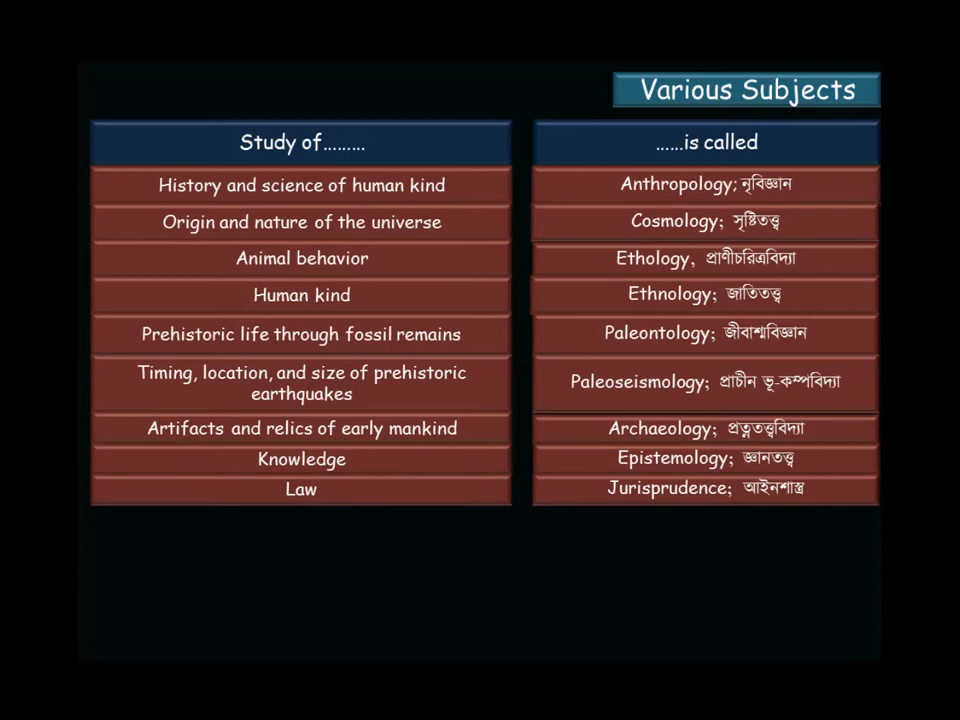 Various Subjects
Study of......... ......is called
History and science of human kind Anthropology; নৃবিজ্ঞান
Origin and nature of the universe Cosmology; সৃষ্টিতত্ত্ব
Animal behavior Ethology, প্রাণীচরিত্রবিদ্যা
Human kind Ethnology; জাতিতত্ত্ব
Prehistoric life through fossil remains Paleontology; জীবাশ্মবিজ্ঞান
Timing, location, and size of prehistoric
earthquakes Paleoseismology; প্রাচীন ভূ-কম্পবিদ্যা
Artifacts and relics of early mankind Archaeology; প্রত্নতত্ত্ববিদ্যা
Knowledge Epistemology; জ্ঞানতত্ত্ব
Law Jurisprudence; আইনশাস্ত্র